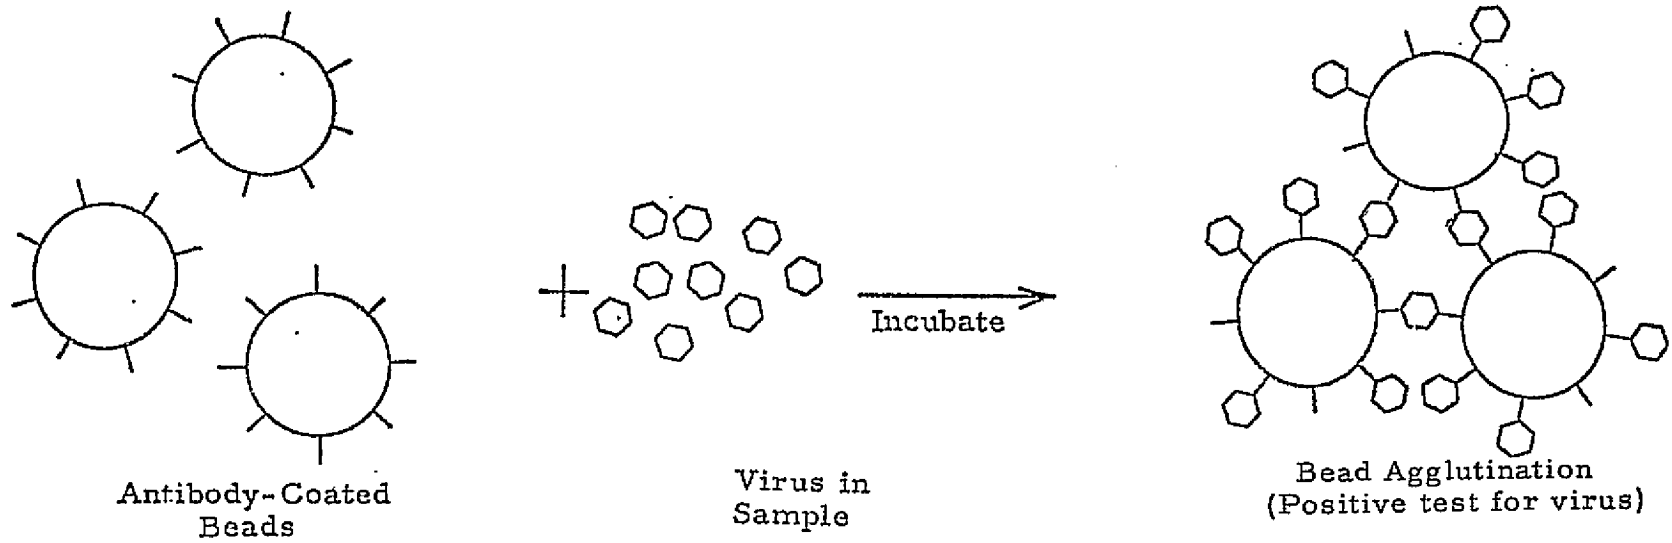 Antibody-Coated
Beads
Virus in
Sample
Incubate
Bead Agglutination
(Positive test for virus)